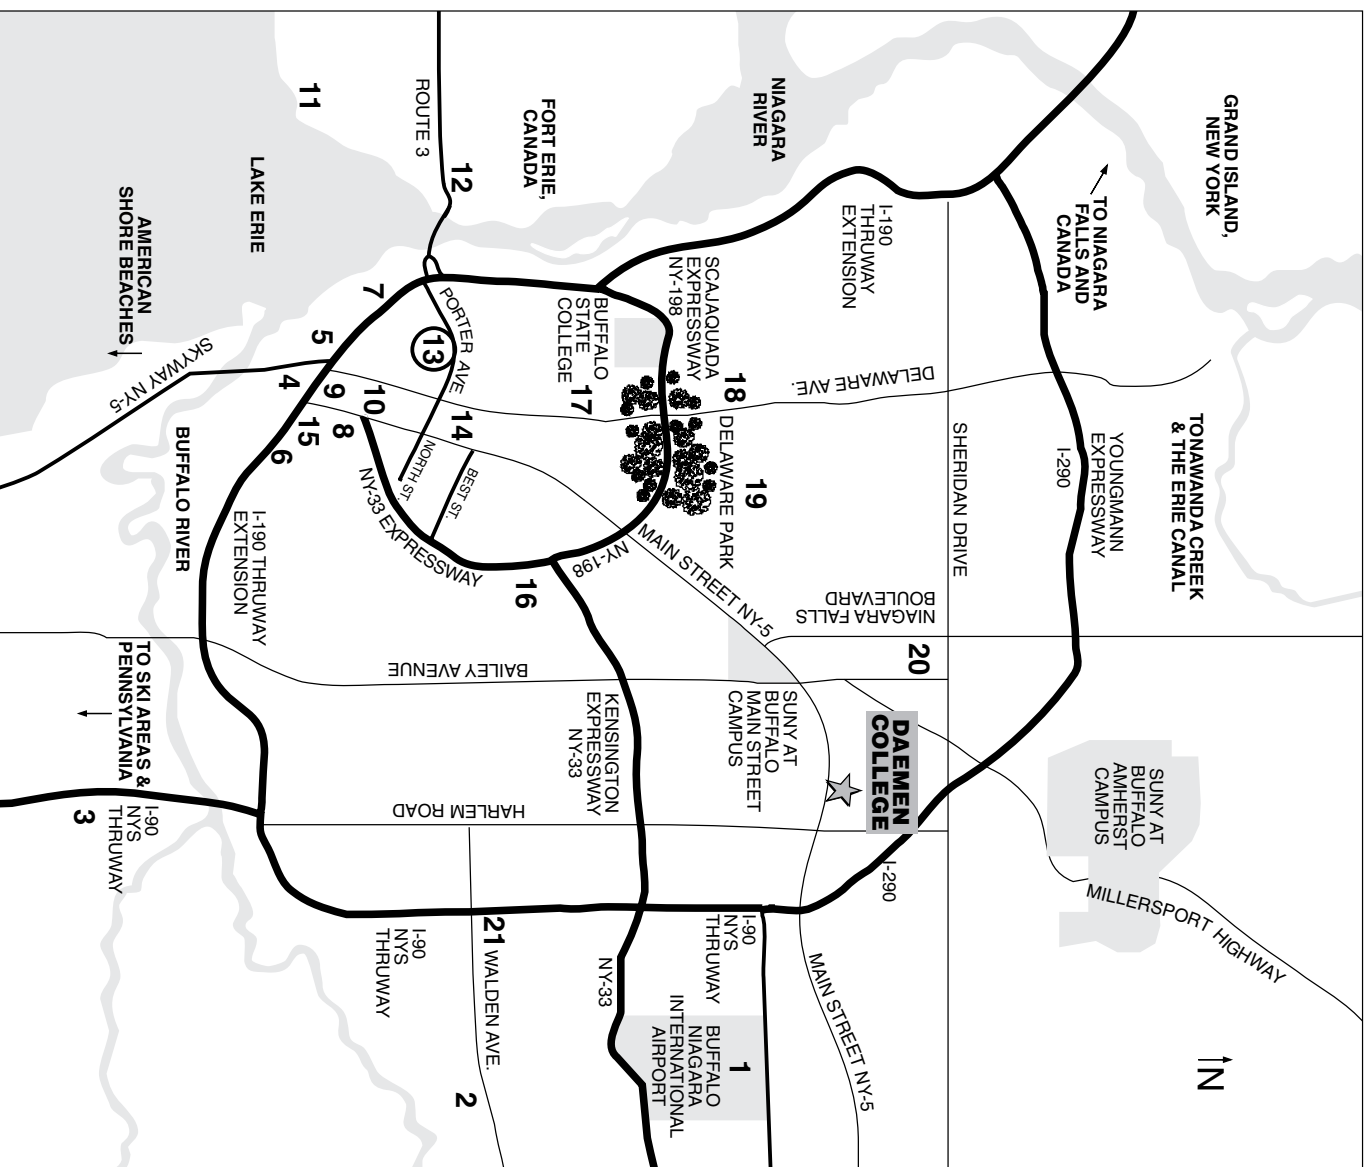 GRAND ISLAND,
NEW YORK
TO NIAGARA
FALLS AND
CANADA
NIAGARA
RIVER
FORT ERIE,
CANADA
ROUTE 3
11
12
LAKE ERIE
AMERICAN
SHORE BEACHES
I-190
THRUWAY
EXTENSION
SCAJAQUADA
EXPRESSWAY
NY-198
BUFFALO
STATE
COLLEGE
PORTER AVE
13
7
5
4
9
10
8
15
6
14
17
18
19
DELAWARE AVE.
DELAWARE PARK
SKYWAY NY-5
BUFFALO RIVER
NORTH ST.
BEST ST.
NY-33 EXPRESSWAY
NY-198
16
MAIN STREET NY-5
SHERIDAN DRIVE
I-290
YOUNGMANN
EXPRESSWAY
TONAWANDA CREEK
& THE ERIE CANAL
NIAGARA FALLS
BOULEVARD
20
I-190 THRUWAY
EXTENSION
BAILEY AVENUE
TO SKI AREAS &
PENNSYLVANIA
KENSINGTON
EXPRESSWAY
NY-33
SUNY AT
BUFFALO
MAIN STREET
CAMPUS
DAEMEN
COLLEGE
SUNY AT
BUFFALO
AMHERST
CAMPUS
HARLEM ROAD
I-90
NYS
THRUWAY
3
I-290
MILLERSPORT HIGHWAY
I-90
NYS
THRUWAY
21
WALDEN AVE.
2
NY-33
I-90
NYS
THRUWAY
MAIN STREET NY-5
BUFFALO
NIAGARA
INTERNATIONAL
AIRPORT
1
N